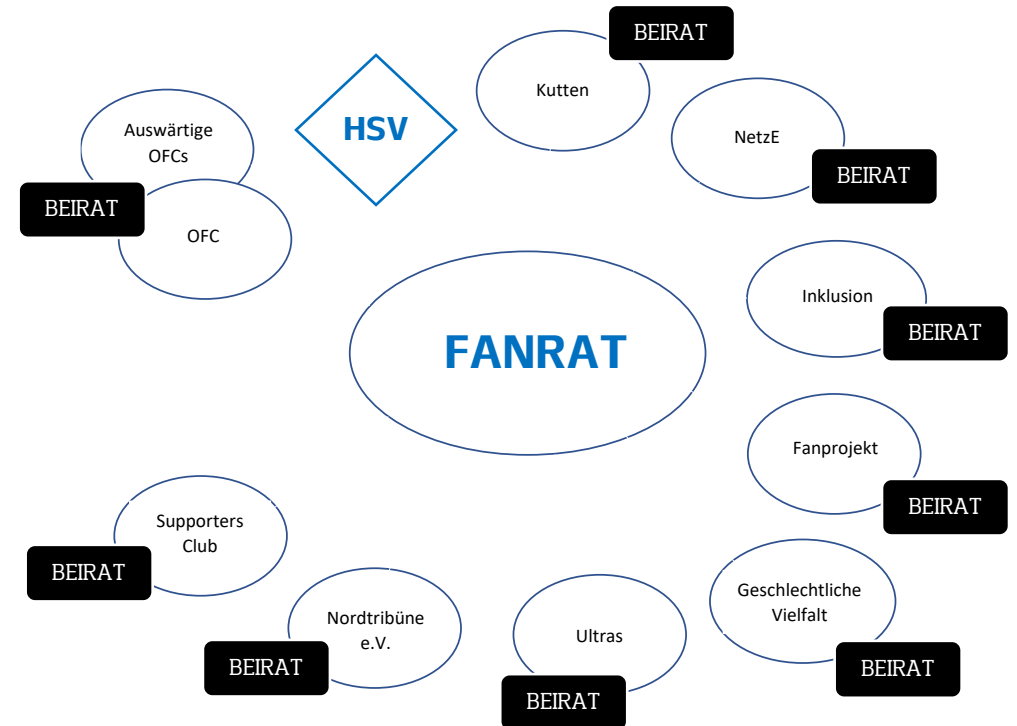 BEIRAT
Kutten
HSV
Auswärtige
OFCs
NetzE
BEIRAT
BEIRAT
OFC
Inklusion
BEIRAT
FANRAT
Fanprojekt
BEIRAT
Supporters
Club
BEIRAT
Geschlechtliche
Vielfalt
BEIRAT
Nordtribüne
e.V.
BEIRAT
Ultras
BEIRAT